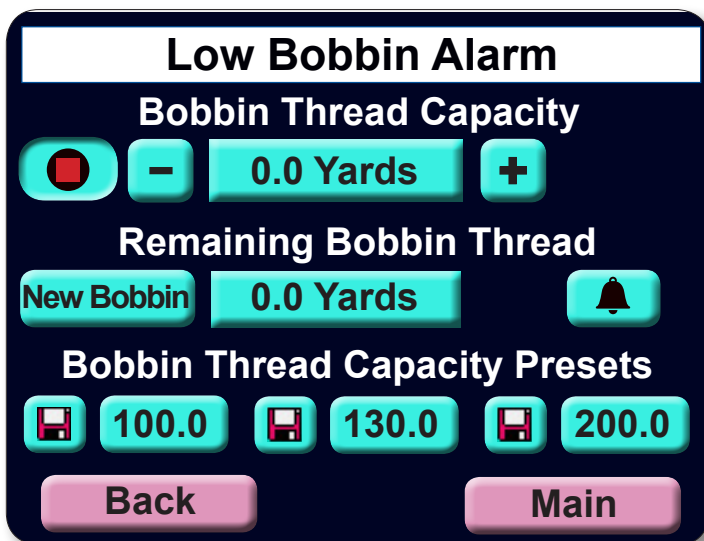 Low Bobbin Alarm
Bobbin Thread Capacity
- 0.0 Yards +
Remaining Bobbin Thread
New Bobbin 0.0 Yards
Bobbin Thread Capacity Presets
100.0 130.0 200.0
Back Main